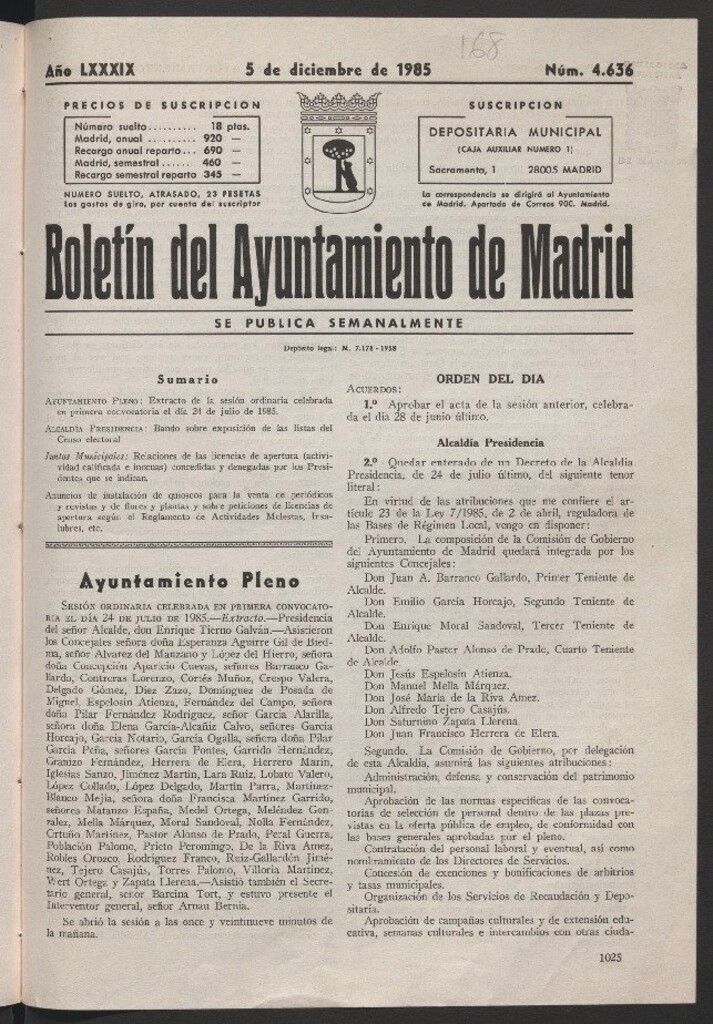 168
Año LXXXIX
5 de diciembre de 1985
Núm. 4.636
PRECIOS DE SUSCRIPCION
Número suelto.......... 18 ptas.
Madrid, anual .......... 920 —
Recargo anual reparto... 690 —
Madrid, semestral ...... 460 —
Recargo semestral reparto 345 —
NUMERO SUELTO, ATRASADO, 23 PESETAS
Los gastos de giro, por cuenta del suscriptor
SUSCRIPCION
DEPOSITARIA MUNICIPAL
(CAJA AUXILIAR NUMERO 1)
Sacramento, 1 28005 MADRID
La correspondencia se dirigirá al Ayuntamiento
de Madrid. Apartado de Correos 900. Madrid.
Boletín del Ayuntamiento de Madrid
SE PUBLICA SEMANALMENTE
Depósito legal: M. 7.178 - 1958
Sumario
AYUNTAMIENTO PLENO: Extracto de la sesión ordinaria celebrada
en primera convocatoria el día 24 de julio de 1985.
ALCALDÍA PRESIDENCIA: Bando sobre exposición de las listas del
Censo electoral
Juntas Municipales: Relaciones de las licencias de apertura (activi-
vidad calificada e inocuas) concedidas y denegadas por los Presi-
dentes que se indican.
Anuncios de instalación de quioscos para la venta de periódicos
y revistas y de flores y plantas y sobre peticiones de licencias de
apertura según el Reglamento de Actividades Molestas, Insa-
lubres, etc.
Ayuntamiento Pleno
SESIÓN ORDINARIA CELEBRADA EN PRIMERA CONVOCATO-
RIA EL DÍA 24 DE JULIO DE 1985.—Extracto.—Presidencia
del señor Alcalde, don Enrique Tierno Galván.—Asistieron
los Concejales señora doña Esperanza Aguirre Gil de Bied-
ma, señor Alvarez del Manzano y López del Hierro, señora
doña Concepción Aparicio Cuevas, señores Barranco Ga-
llardo, Contreras Lorenzo, Cortés Muñoz, Crespo Valera,
Delgado Gómez, Díez Zazo, Domínguez de Posada de
Miguel, Espelosín Atienza, Fernández del Campo, señora
doña Pilar Fernández Rodríguez, señor García Alarilla,
señora doña Elena García-Alcañiz Calvo, señores García
Horcajo, García Notario, García Ogalla, señora doña Pilar
García Peña, señores García Pontes, Garrido Hernández,
Granizo Fernández, Herrera de Elera, Herrero Marín,
Iglesias Sanzo, Jiménez Martín, Lara Ruiz, Lobato Valero,
López Collado, López Delgado, Martín Parra, Martínez-
Blanco Mejía, señora doña Francisca Martínez Garrido,
señores Matanzo España, Medel Ortega, Meléndez Gon-
zález, Mella Márquez, Moral Sandoval, Nolla Fernández,
Ortuño Martínez, Pastor Alonso de Prado, Peral Guerra,
Población Palomo, Prieto Peromingo, De la Riva Amez,
Robles Orozco, Rodríguez Franco, Ruiz-Gallardón Jimé-
nez, Tejero Casajús, Torres Palomo, Villoria Martínez,
Wert Ortega y Zapata Llerena.—Asistió también el Secre-
tario general, señor Barcina Tort, y estuvo presente el
Interventor general, señor Arnau Bernia.
Se abrió la sesión a las once y veintinueve minutos de
la mañana.
ORDEN DEL DIA
ACUERDOS:
1.º Aprobar el acta de la sesión anterior, celebra-
da el día 28 de junio último.
Alcaldía Presidencia
2.º Quedar enterado de un Decreto de la Alcaldía
Presidencia, de 24 de julio último, del siguiente tenor
literal:
En virtud de las atribuciones que me confiere el ar-
tículo 23 de la Ley 7/1985, de 2 de abril, reguladora de
las Bases de Régimen Local, vengo en disponer:
Primero. La composición de la Comisión de Gobierno
del Ayuntamiento de Madrid quedará integrada por los
siguientes Concejales:
Don Juan A. Barranco Gallardo, Primer Teniente de
Alcalde.
Don Emilio García Horcajo, Segundo Teniente de
Alcalde.
Don Enrique Moral Sandoval, Tercer Teniente de
Alcalde.
Don Adolfo Pastor Alonso de Prado, Cuarto Teniente
de Alcalde.
Don Jesús Espelosín Atienza.
Don Manuel Mella Márquez.
Don José María de la Riva Amez.
Don Alfredo Tejero Casajús.
Don Saturnino Zapata Llerena.
Don Juan Francisco Herrera de Elera.
Segundo. La Comisión de Gobierno, por delegación
de esta Alcaldía, asumirá las siguientes atribuciones:
Administración, defensa y conservación del patrimonio
municipal.
Aprobación de las normas específicas de las convoca-
torias de selección de personal dentro de las plazas pre-
vistas en la oferta pública de empleo, de conformidad con
las bases generales aprobadas por el pleno.
Contratación del personal laboral y eventual, así como
nombramiento de los Directores de Servicios.
Concesión de exenciones y bonificaciones de arbitrios
y tasas municipales.
Organización de los Servicios de Recaudación y Depo-
sitaría.
Aprobación de campañas culturales y de extensión edu-
cativa, semanas culturales e intercambios con otras ciuda-
1025